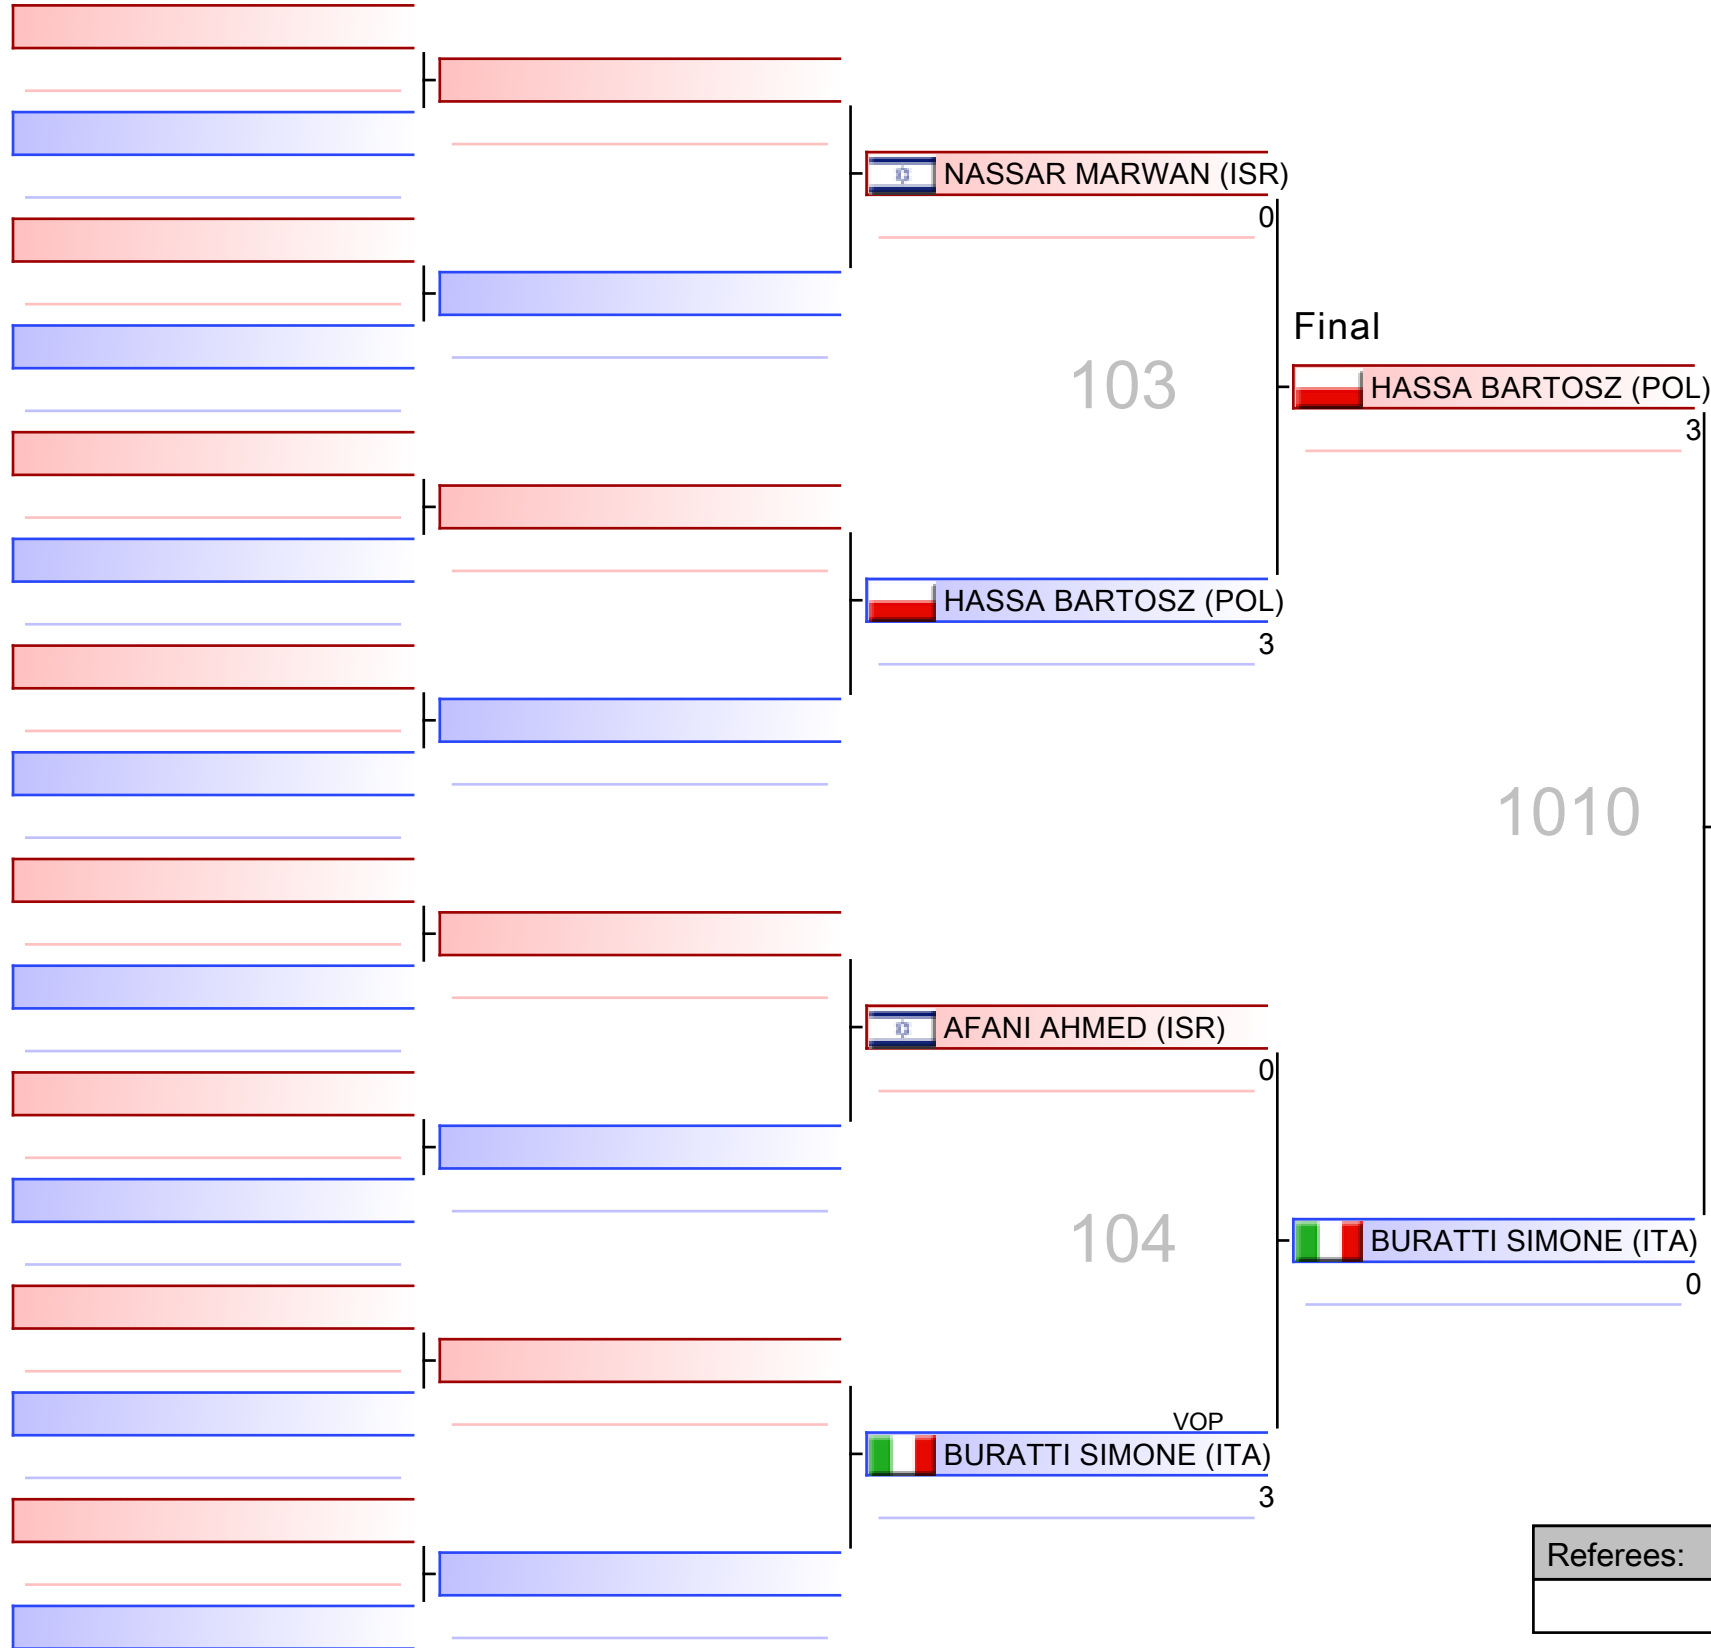 NASSAR MARWAN (ISR)
0
Final
103
HASSA BARTOSZ (POL)
3
HASSA BARTOSZ (POL)
3
1010
AFANI AHMED (ISR)
0
104
BURATTI SIMONE (ITA)
0
VOP
BURATTI SIMONE (ITA)
3
Referees: